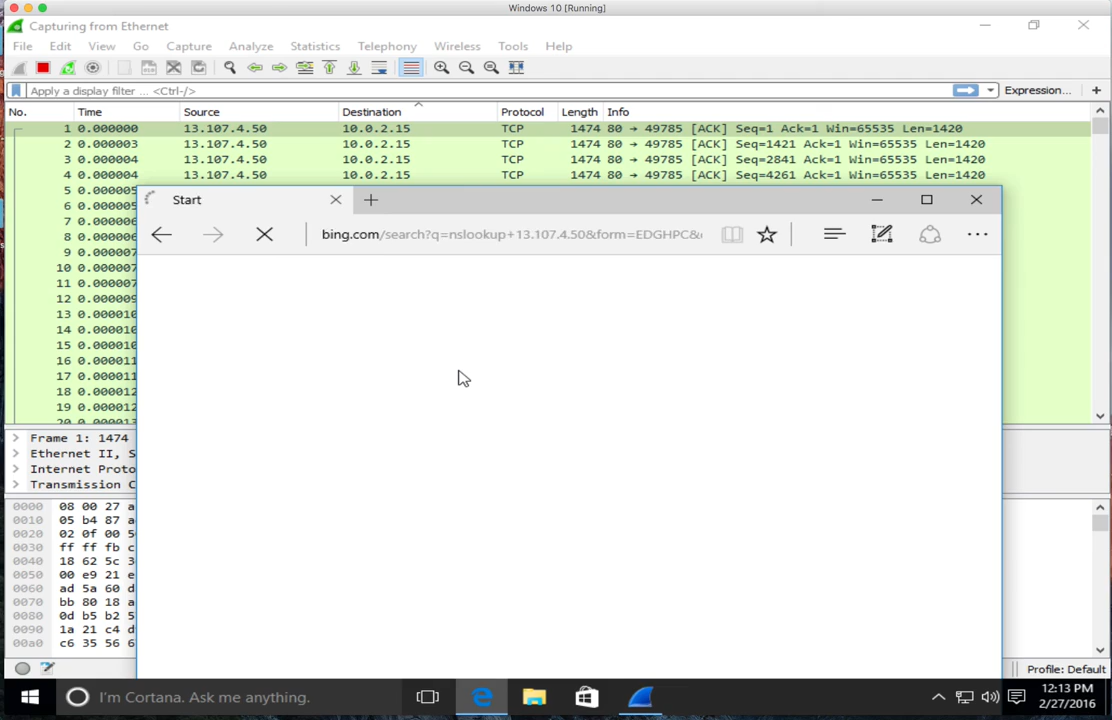 Windows 10 [Running]
Capturing from Ethernet
File Edit View Go Capture Analyze Statistics Telephony Wireless Tools Help
Apply a display filter ... <Ctrl-/> Expression... +
No. Time Source Destination Protocol Length Info
1 0.000000 13.107.4.50 10.0.2.15 TCP 1474 80 → 49785 [ACK] Seq=1 Ack=1 Win=65535 Len=1420
2 0.000003 13.107.4.50 10.0.2.15 TCP 1474 80 → 49785 [ACK] Seq=1421 Ack=1 Win=65535 Len=1420
3 0.000004 13.107.4.50 10.0.2.15 TCP 1474 80 → 49785 [ACK] Seq=2841 Ack=1 Win=65535 Len=1420
4 0.000004 13.107.4.50 10.0.2.15 TCP 1474 80 → 49785 [ACK] Seq=4261 Ack=1 Win=65535 Len=1420
5 0.000005
6 0.000006
7 0.000006
8 0.000006
9 0.000007
10 0.000007
11 0.000007
12 0.000009
13 0.000010
14 0.000010
15 0.000010
16 0.000011
17 0.000011
18 0.000012
19 0.000012
20 0.000013
Start
bing.com/search?q=nslookup+13.107.4.50&form=EDGHPC&
Frame 1: 1474
Ethernet II, S
Internet Proto
Transmission C
0000 08 00 27 a
0010 05 b4 87 a
0020 02 0f 00 5
0030 ff ff fb c
0040 18 62 5c 3
0050 00 e9 21 e
0060 ad 5a 60 d
0070 bb 80 18 a
0080 0d b5 b2 5
0090 1a 21 c4 d
00a0 c6 35 56 6
Profile: Default
I'm Cortana. Ask me anything.
12:13 PM
2/27/2016